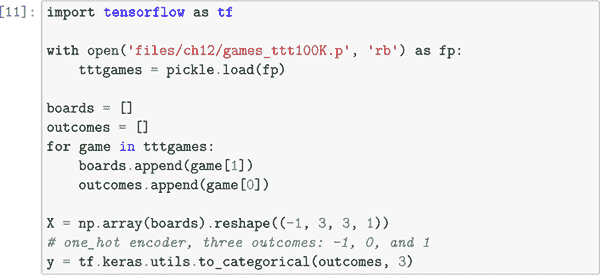 [11]: import tensorflow as tf
with open('files/ch12/games_ttt100K.p', 'rb') as fp:
    tttgames = pickle.load(fp)
boards = []
outcomes = []
for game in tttgames:
    boards.append(game[1])
    outcomes.append(game[0])
X = np.array(boards).reshape((-1, 3, 3, 1))
# one_hot encoder, three outcomes: -1, 0, and 1
y = tf.keras.utils.to_categorical(outcomes, 3)